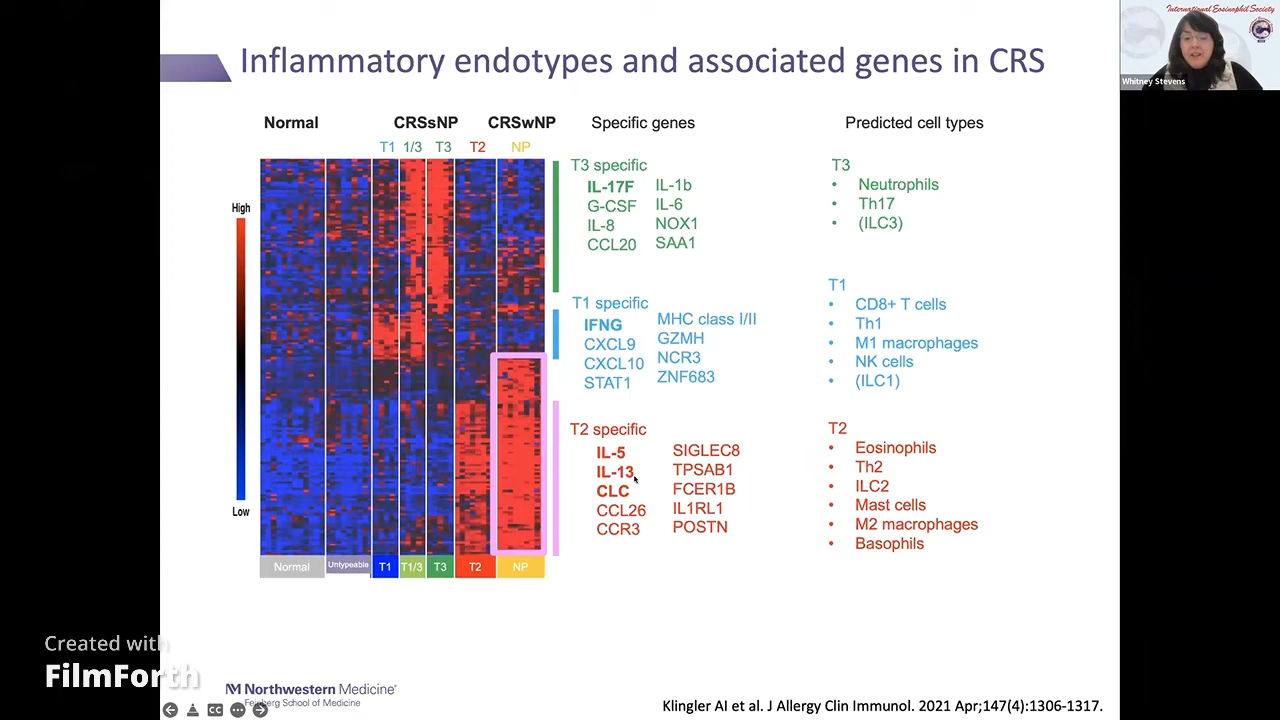 International Eosinophil Society
Whitney Stevens
Inflammatory endotypes and associated genes in CRS
Normal CRSsNP CRSwNP Specific genes Predicted cell types
T1 1/3 T3 T2 NP
High
Low
T3 specific
IL-17F IL-1b
G-CSF IL-6
IL-8 NOX1
CCL20 SAA1
T3
• Neutrophils
• Th17
• (ILC3)
T1 specific
IFNG MHC class I/II
CXCL9 GZMH
CXCL10 NCR3
STAT1 ZNF683
T1
• CD8+ T cells
• Th1
• M1 macrophages
• NK cells
• (ILC1)
T2 specific
IL-5 SIGLEC8
IL-13 TPSAB1
CLC FCER1B
CCL26 IL1RL1
CCR3 POSTN
T2
• Eosinophils
• Th2
• ILC2
• Mast cells
• M2 macrophages
• Basophils
Normal Untypeable T1 T1/3 T3 T2 NP
Created with
FilmForth
Northwestern Medicine®
Feinberg School of Medicine
CC
Klingler AI et al. J Allergy Clin Immunol. 2021 Apr;147(4):1306-1317.